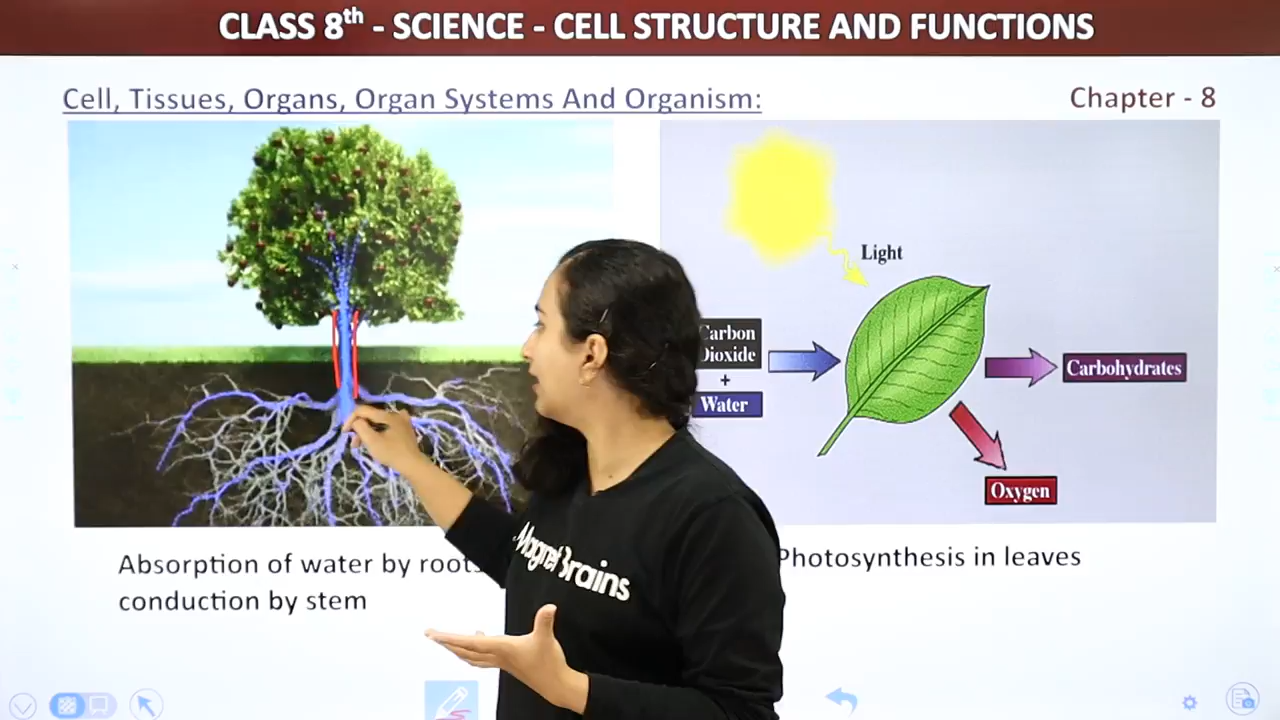 CLASS 8th - SCIENCE - CELL STRUCTURE AND FUNCTIONS
Cell, Tissues, Organs, Organ Systems And Organism:
Chapter - 8
Light
Carbon
Dioxide
+
Water
Carbohydrates
Oxygen
Absorption of water by roots
conduction by stem
Photosynthesis in leaves
Magnet Brains